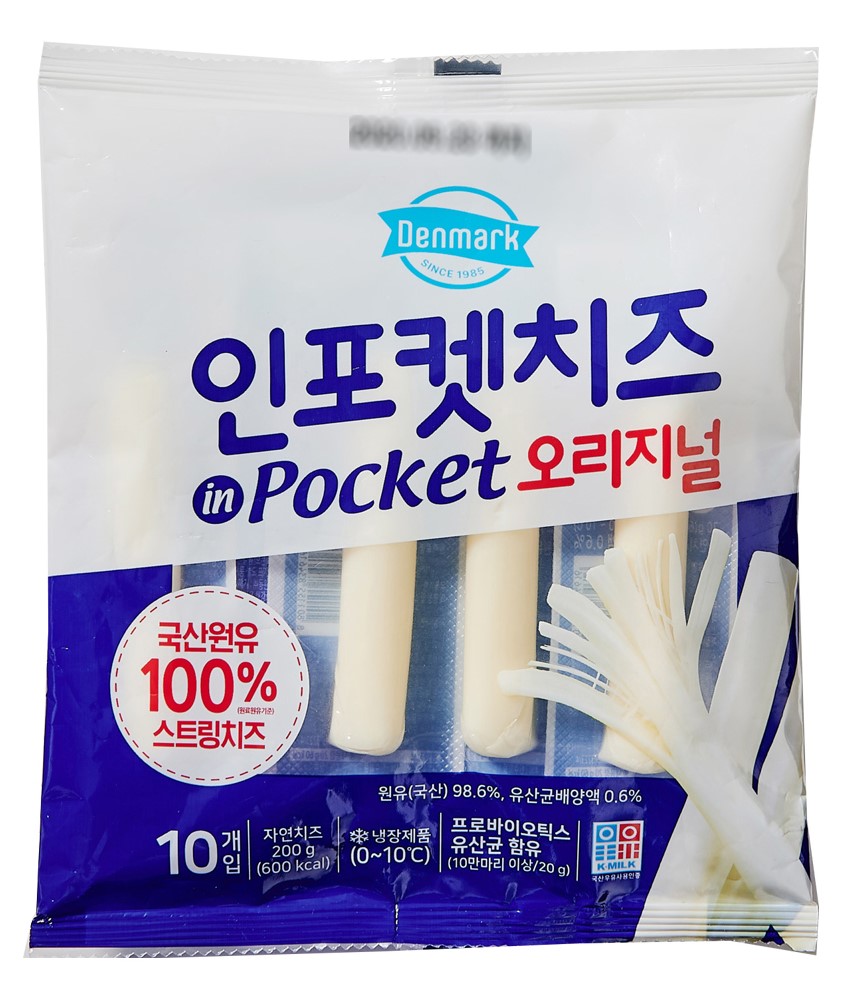 Denmark
SINCE 1985
인포켓치즈
in Pocket 오리지널
국산원유
100%
(원료원유기준)
스트링치즈
원유(국산) 98.6%, 유산균배양액 0.6%
10개입
자연치즈
200 g
(600 kcal)
냉장제품
(0~10℃)
프로바이오틱스
유산균 함유
(10만마리 이상/20 g)
K·MILK
국산우유사용인증